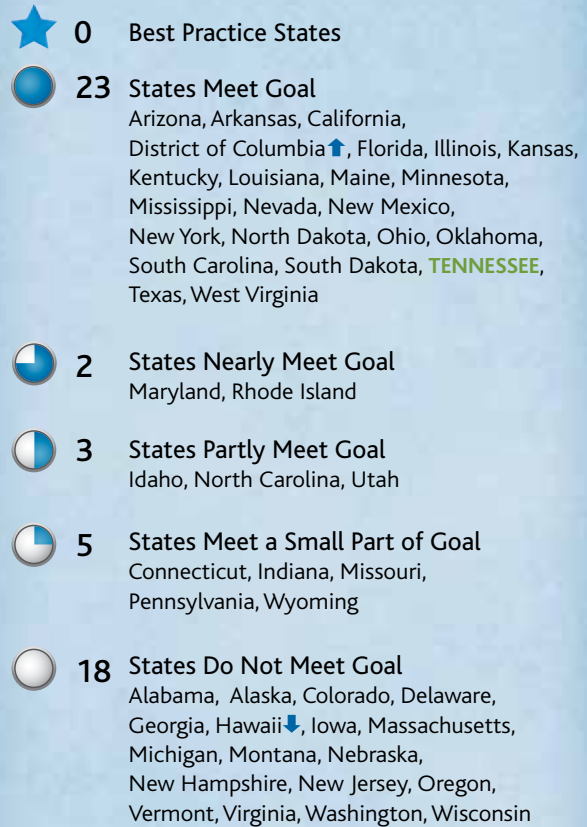 0 Best Practice States
23 States Meet Goal
Arizona, Arkansas, California,
District of Columbia⬆, Florida, Illinois, Kansas,
Kentucky, Louisiana, Maine, Minnesota,
Mississippi, Nevada, New Mexico,
New York, North Dakota, Ohio, Oklahoma,
South Carolina, South Dakota, TENNESSEE,
Texas, West Virginia
2 States Nearly Meet Goal
Maryland, Rhode Island
3 States Partly Meet Goal
Idaho, North Carolina, Utah
5 States Meet a Small Part of Goal
Connecticut, Indiana, Missouri,
Pennsylvania, Wyoming
18 States Do Not Meet Goal
Alabama, Alaska, Colorado, Delaware,
Georgia, Hawaii⬇, Iowa, Massachusetts,
Michigan, Montana, Nebraska,
New Hampshire, New Jersey, Oregon,
Vermont, Virginia, Washington, Wisconsin